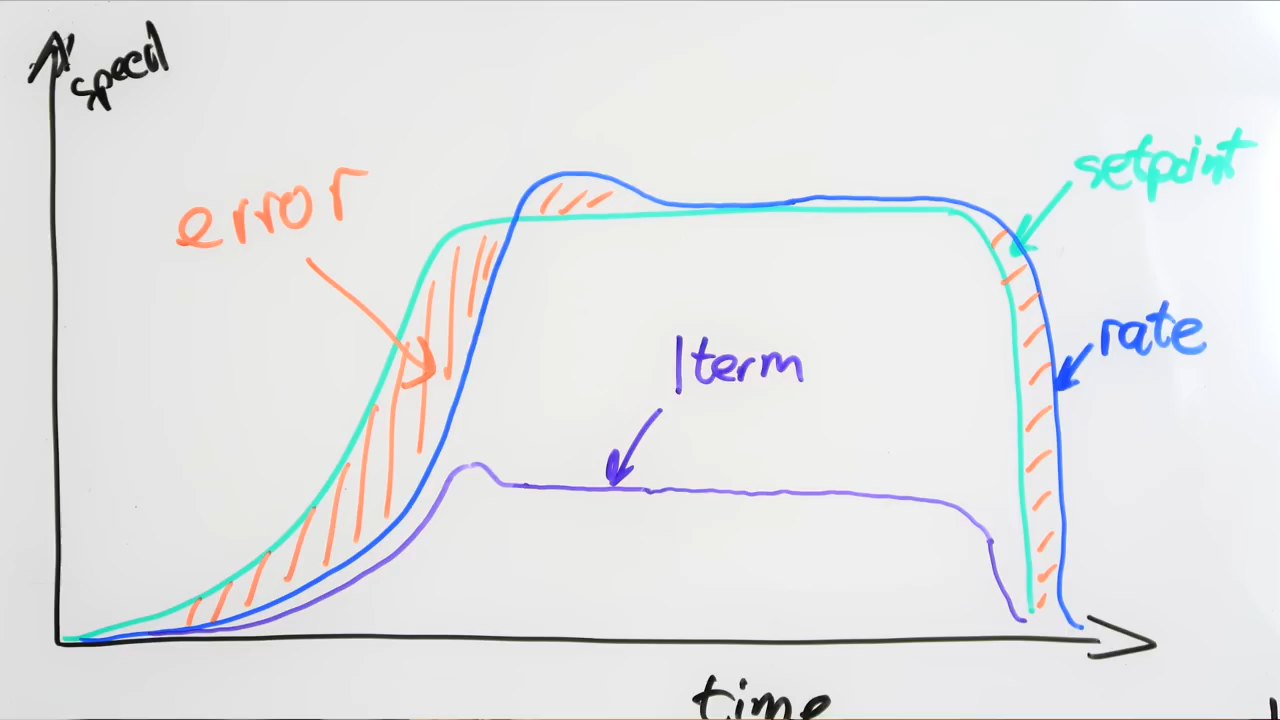 speed
setpoint
error
rate
Iterm
time